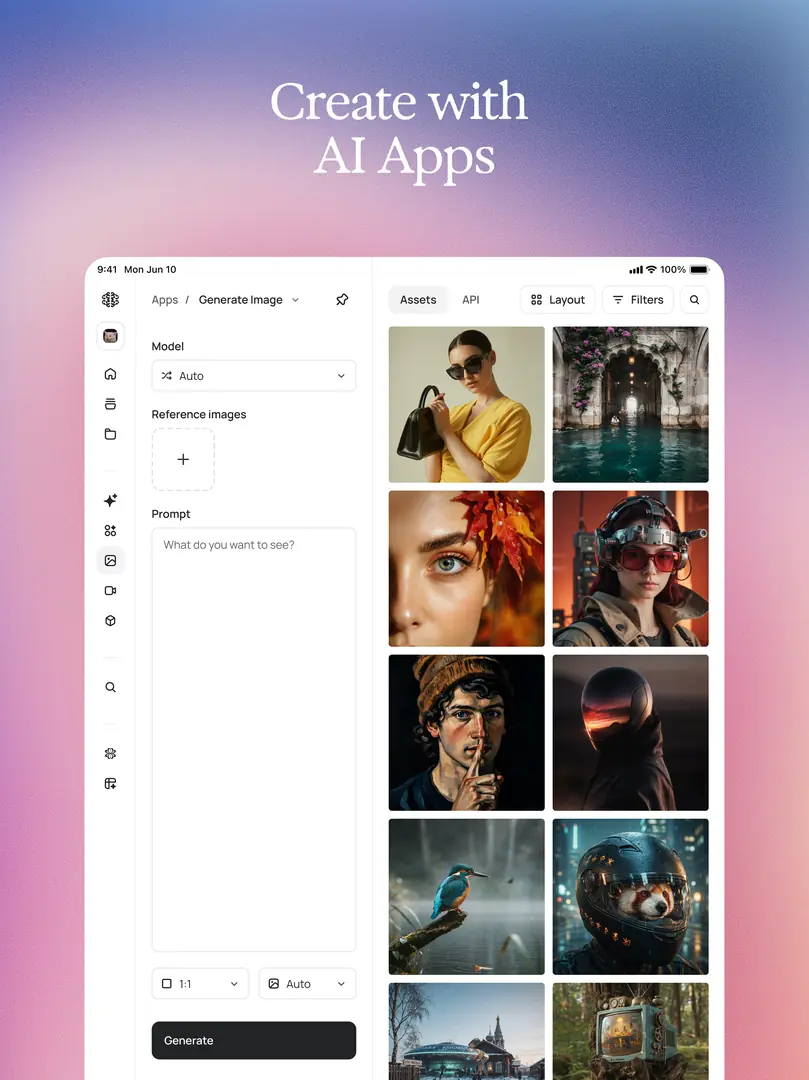 Create with
AI Apps
9:41 Mon Jun 10
100%
Apps / Generate Image
Model
Auto
Reference images
Prompt
What do you want to see?
1:1
Auto
Generate
Assets
API
Layout
Filters